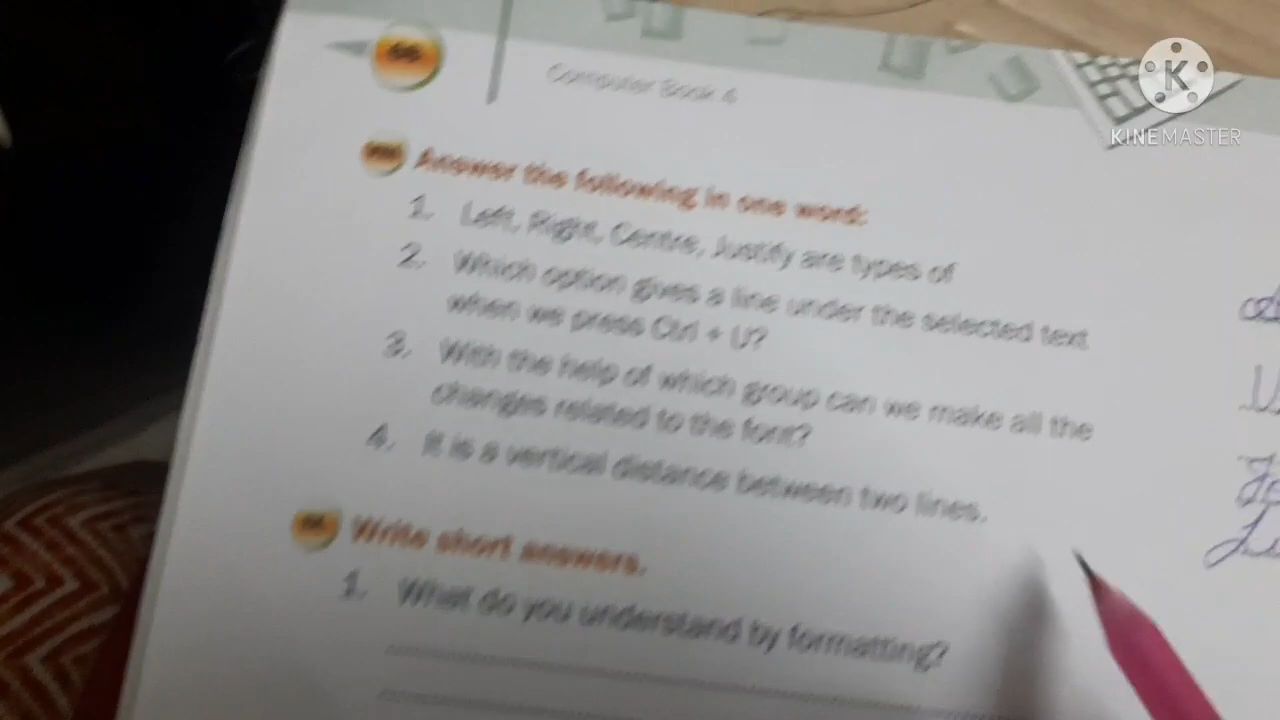 66
Computer Book 4
KINEMASTER
Answer the following in one word:
1. Left, Right, Centre, Justify are types of
2. Which option gives a line under the selected text
when we press Ctrl + U?
3. With the help of which group can we make all the
changes related to the font?
4. It is a vertical distance between two lines.
Write short answers.
1. What do you understand by formatting?